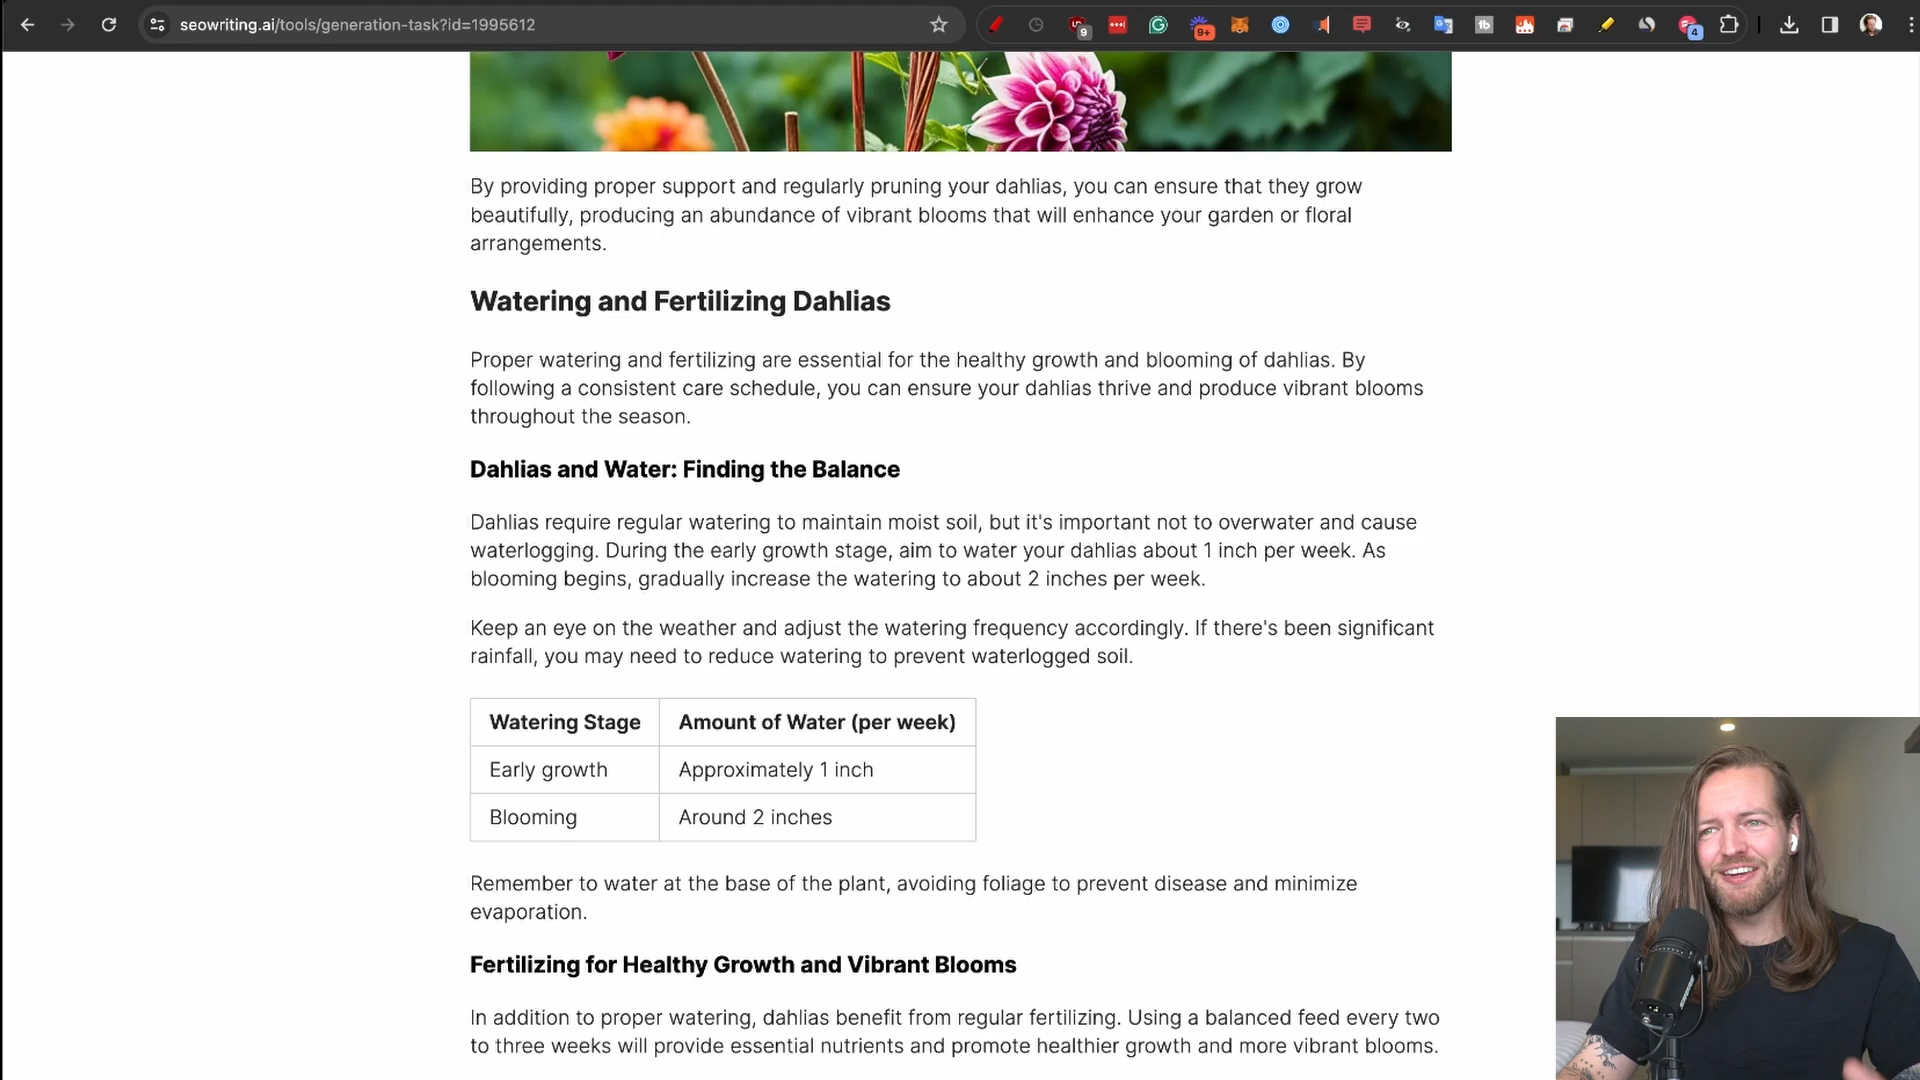 seowriting.ai/tools/generation-task?id=1995612
9
9+
4
By providing proper support and regularly pruning your dahlias, you can ensure that they grow
beautifully, producing an abundance of vibrant blooms that will enhance your garden or floral
arrangements.
Watering and Fertilizing Dahlias
Proper watering and fertilizing are essential for the healthy growth and blooming of dahlias. By
following a consistent care schedule, you can ensure your dahlias thrive and produce vibrant blooms
throughout the season.
Dahlias and Water: Finding the Balance
Dahlias require regular watering to maintain moist soil, but it's important not to overwater and cause
waterlogging. During the early growth stage, aim to water your dahlias about 1 inch per week. As
blooming begins, gradually increase the watering to about 2 inches per week.
Keep an eye on the weather and adjust the watering frequency accordingly. If there's been significant
rainfall, you may need to reduce watering to prevent waterlogged soil.
Watering Stage Amount of Water (per week)
Early growth Approximately 1 inch
Blooming Around 2 inches
Remember to water at the base of the plant, avoiding foliage to prevent disease and minimize
evaporation.
Fertilizing for Healthy Growth and Vibrant Blooms
In addition to proper watering, dahlias benefit from regular fertilizing. Using a balanced feed every two
to three weeks will provide essential nutrients and promote healthier growth and more vibrant blooms.